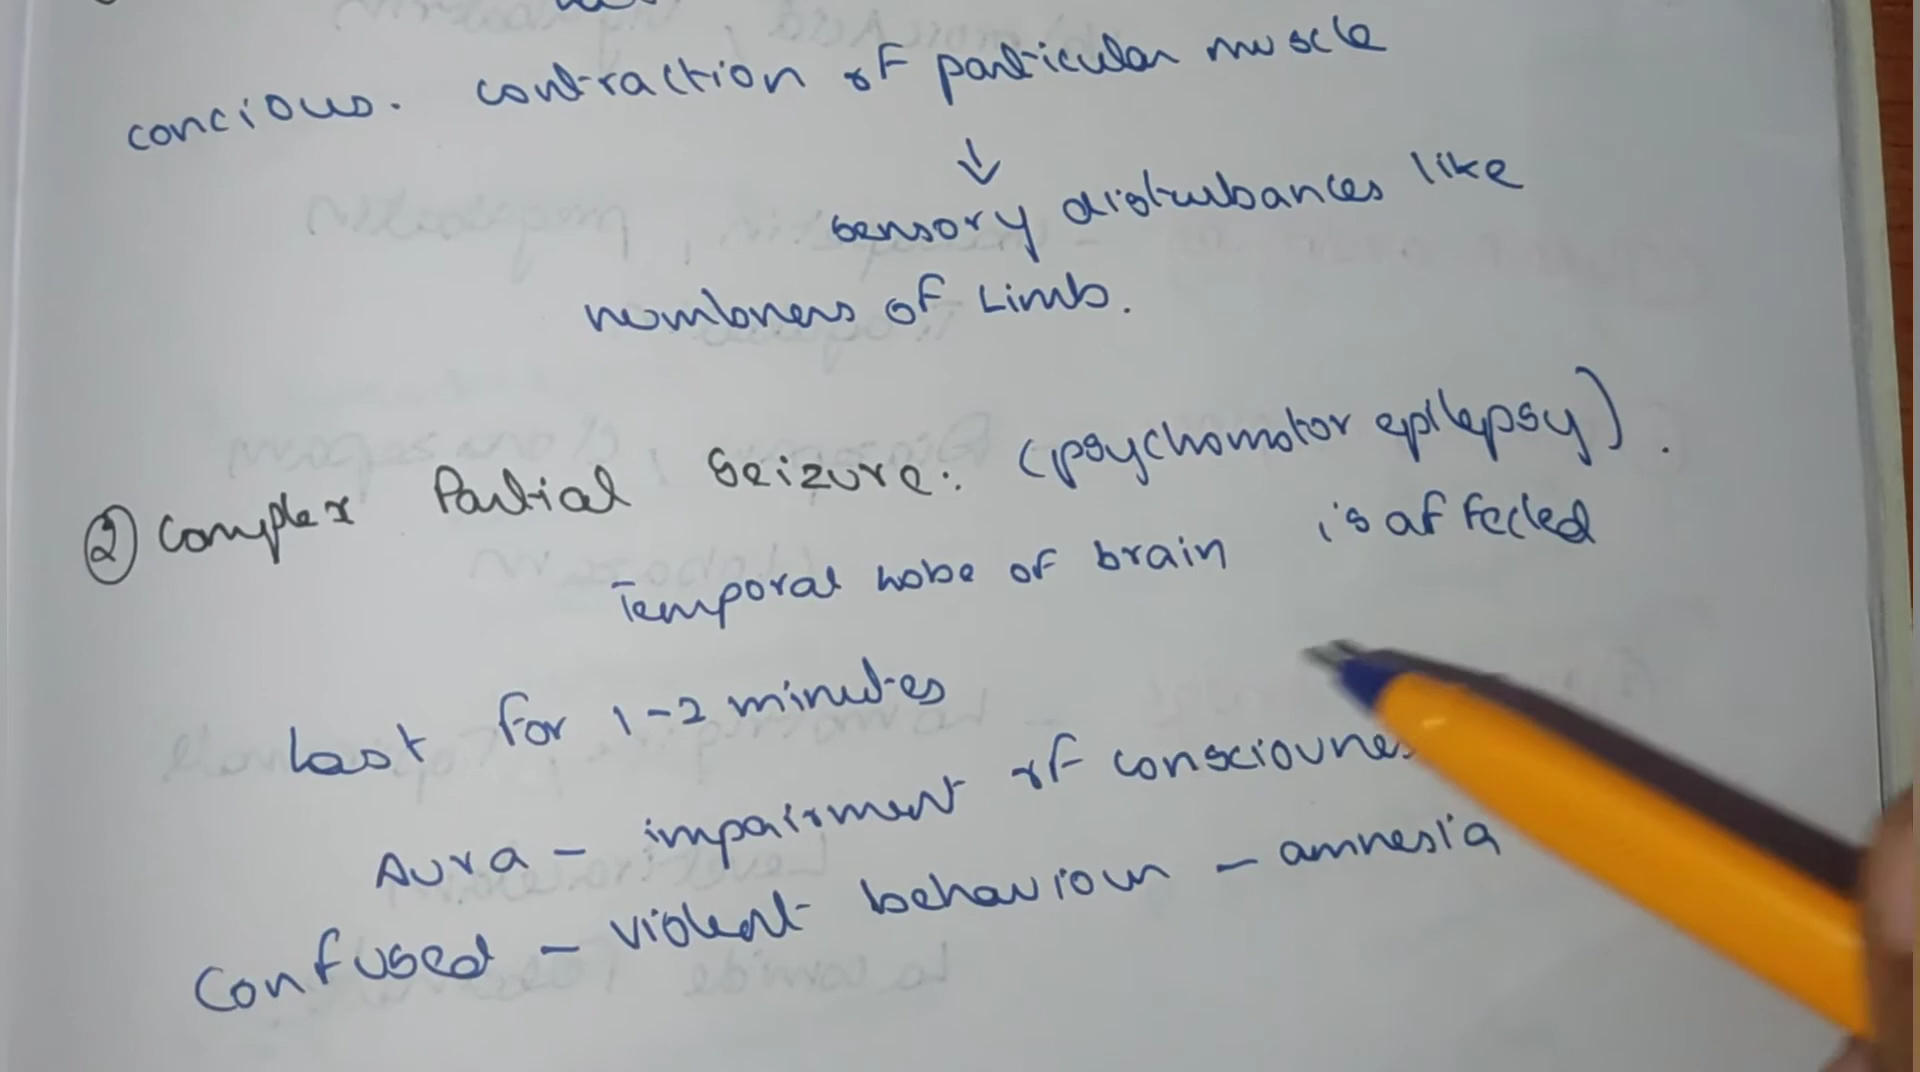 concious. contraction of particular muscle
↓
sensory disturbances like
numbness of Limb.
② Complex Partial Seizure: (psychomotor epilepsy).
Temporal lobe of brain is affected
Last for 1-2 minutes
Aura - impairment of consciounes
Confused - violent behaviour - amnesia